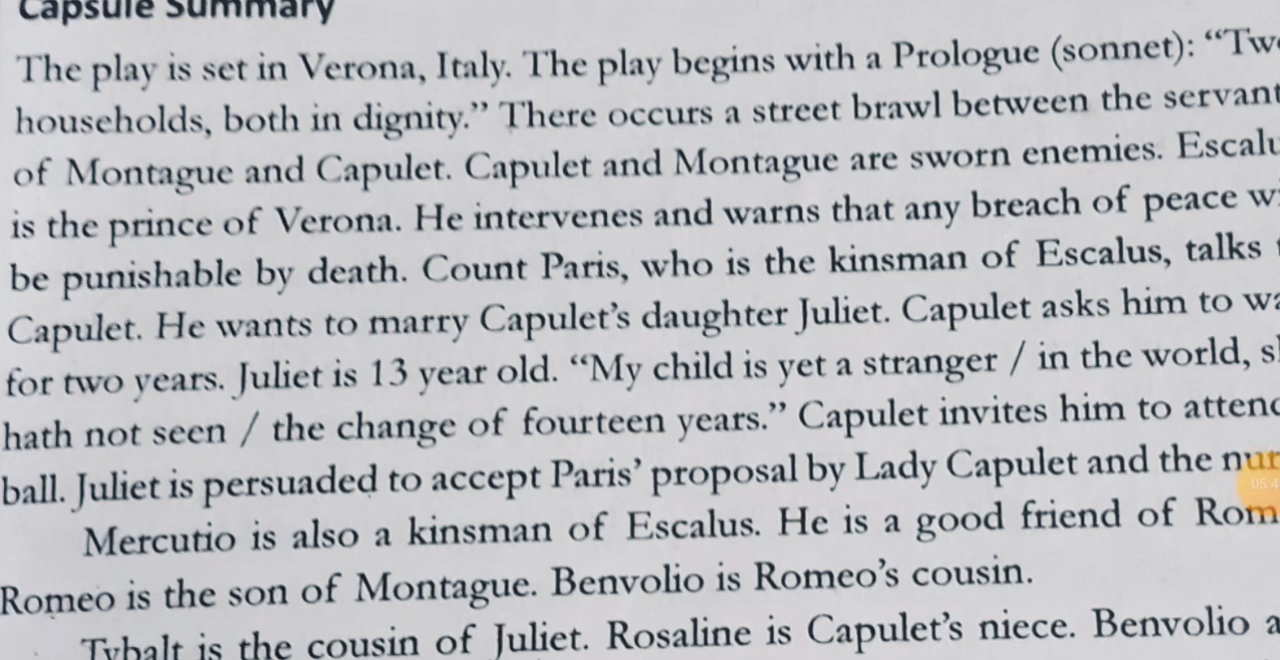 Capsule Summary
The play is set in Verona, Italy. The play begins with a Prologue (sonnet): “Two
households, both in dignity.” There occurs a street brawl between the servant
of Montague and Capulet. Capulet and Montague are sworn enemies. Escalu
is the prince of Verona. He intervenes and warns that any breach of peace wi
be punishable by death. Count Paris, who is the kinsman of Escalus, talks
Capulet. He wants to marry Capulet’s daughter Juliet. Capulet asks him to wa
for two years. Juliet is 13 year old. “My child is yet a stranger / in the world, sh
hath not seen / the change of fourteen years.” Capulet invites him to attend
ball. Juliet is persuaded to accept Paris’ proposal by Lady Capulet and the nur
Mercutio is also a kinsman of Escalus. He is a good friend of Rom
Romeo is the son of Montague. Benvolio is Romeo’s cousin.
Tybalt is the cousin of Juliet. Rosaline is Capulet’s niece. Benvolio a